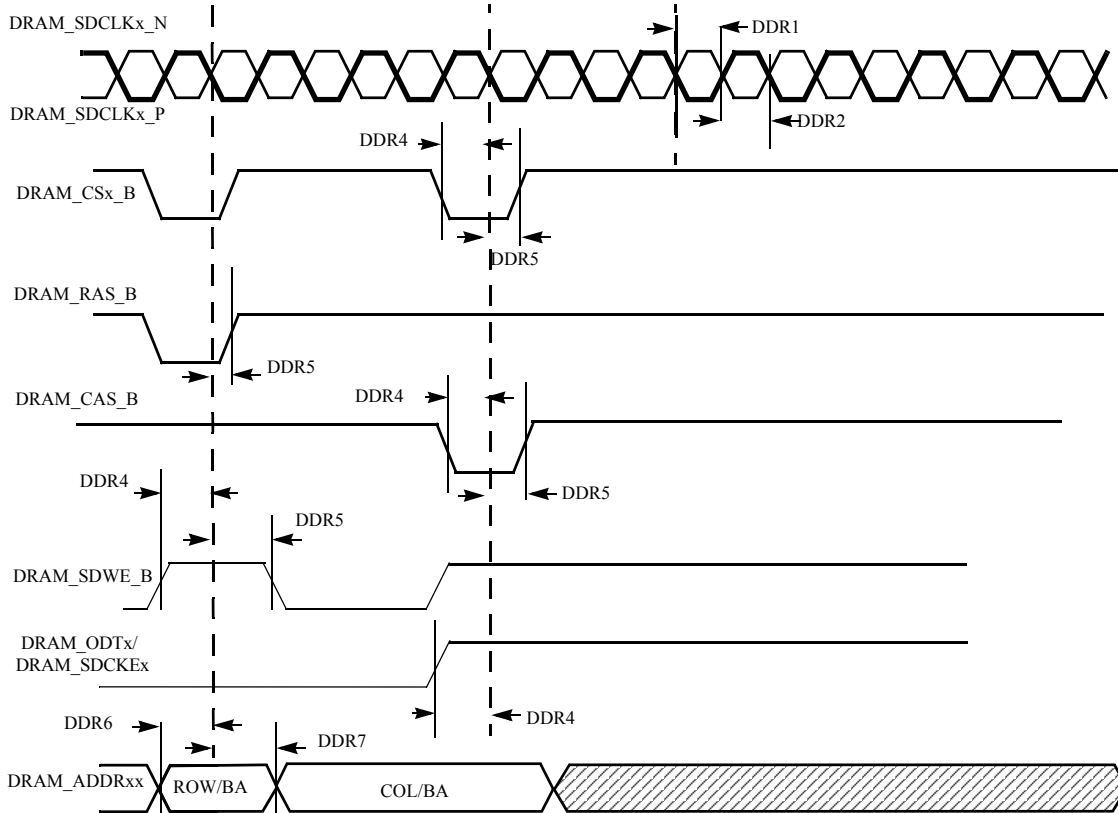 DRAM_SDCLKx_N
DDR1
DRAM_SDCLKx_P
DDR2
DDR4
DRAM_CSx_B
DDR5
DRAM_RAS_B
DDR5
DDR4
DRAM_CAS_B
DDR4
DDR5
DDR5
DRAM_SDWE_B
DRAM_ODTx/
DRAM_SDCKEx
DDR6
DDR4
DDR7
DRAM_ADDRxx
ROW/BA
COL/BA